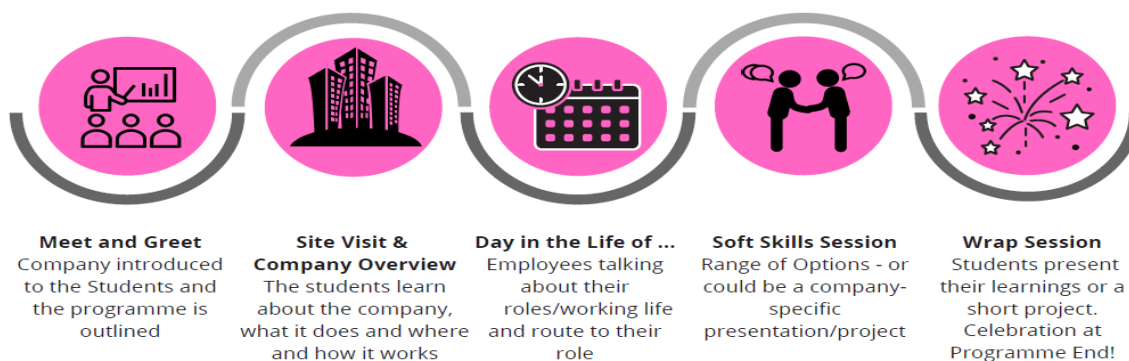 Meet and Greet
Company introduced
to the Students and
the programme is
outlined
Site Visit &
Company Overview
The students learn
about the company,
what it does and where
and how it works
Day in the Life of ...
Employees talking
about their
roles/working life
and route to their
role
Soft Skills Session
Range of Options - or
could be a company-
specific
presentation/project
Wrap Session
Students present
their learnings or a
short project.
Celebration at
Programme End!